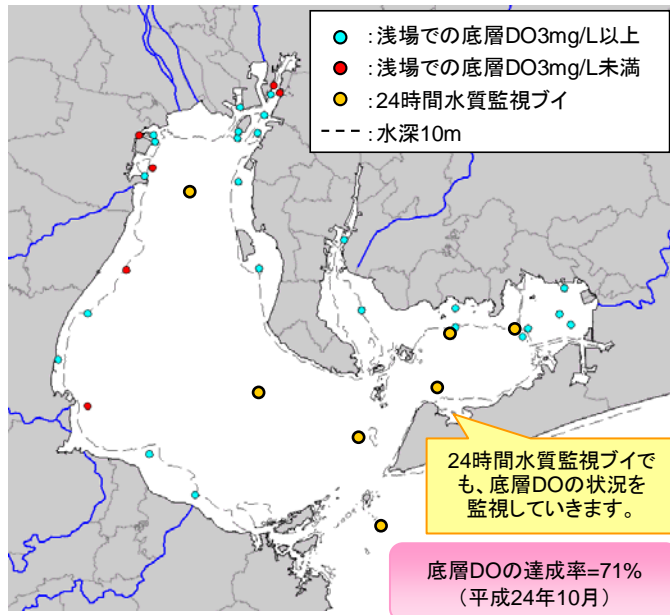 ：浅場での底層DO3mg/L以上
：浅場での底層DO3mg/L未満
：24時間水質監視ブイ
：水深10m
24時間水質監視ブイで
も、底層DOの状況を
監視していきます。
底層DOの達成率=71%
（平成24年10月）